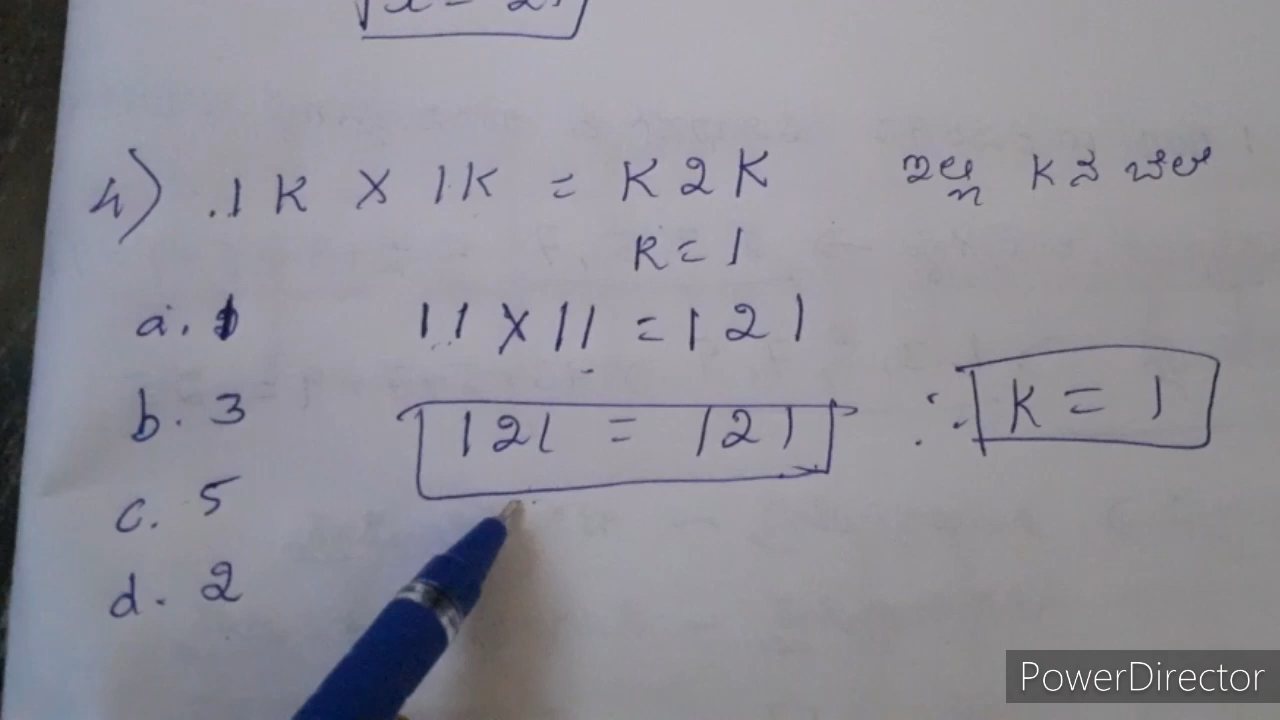 4) .1K X 1K = K2K ಇಲ್ಲಿ K ನ ಬೆಲೆ
K = 1
a. 1 11 X 11 = 121
b. 3 121 = 121 ∴ K = 1
c. 5
d. 2
PowerDirector